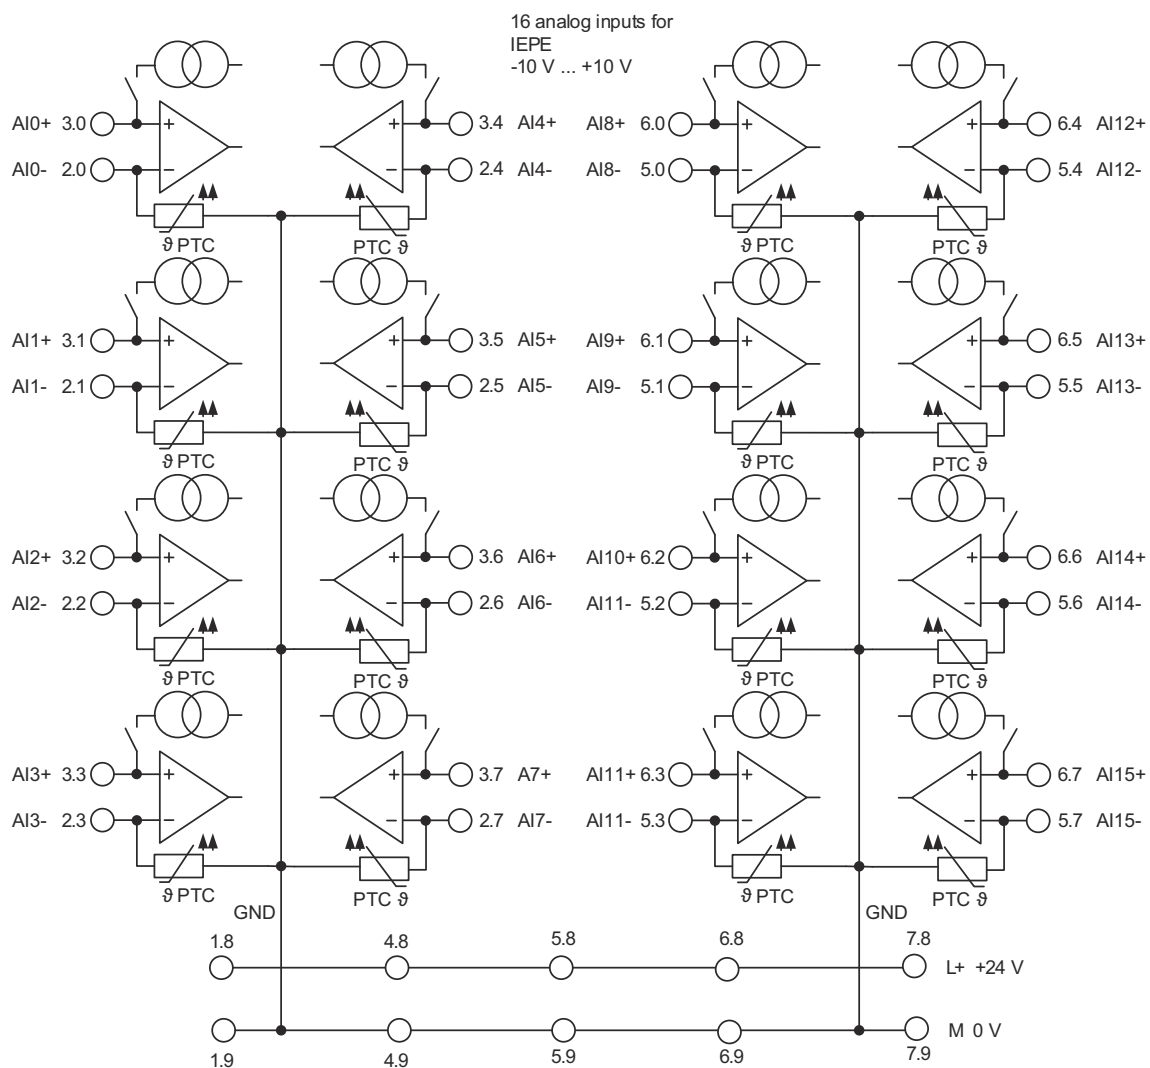 16 analog inputs for
IEPE
-10 V ... +10 V
AI0+ 3.0 + + 3.4 AI4+ AI8+ 6.0 + + 6.4 AI12+
AI0- 2.0 − − 2.4 AI4- AI8- 5.0 − − 5.4 AI12-
ϑ PTC PTC ϑ ϑ PTC PTC ϑ
AI1+ 3.1 + + 3.5 AI5+ AI9+ 6.1 + + 6.5 AI13+
AI1- 2.1 − − 2.5 AI5- AI9- 5.1 − − 5.5 AI13-
ϑ PTC PTC ϑ ϑ PTC PTC ϑ
AI2+ 3.2 + + 3.6 AI6+ AI10+ 6.2 + + 6.6 AI14+
AI2- 2.2 − − 2.6 AI6- AI11- 5.2 − − 5.6 AI14-
ϑ PTC PTC ϑ ϑ PTC PTC ϑ
AI3+ 3.3 + + 3.7 A7+ AI11+ 6.3 + + 6.7 AI15+
AI3- 2.3 − − 2.7 AI7- AI11- 5.3 − − 5.7 AI15-
ϑ PTC PTC ϑ ϑ PTC PTC ϑ
GND GND
1.8 4.8 5.8 6.8 7.8
L+ +24 V
M 0 V
1.9 4.9 5.9 6.9 7.9